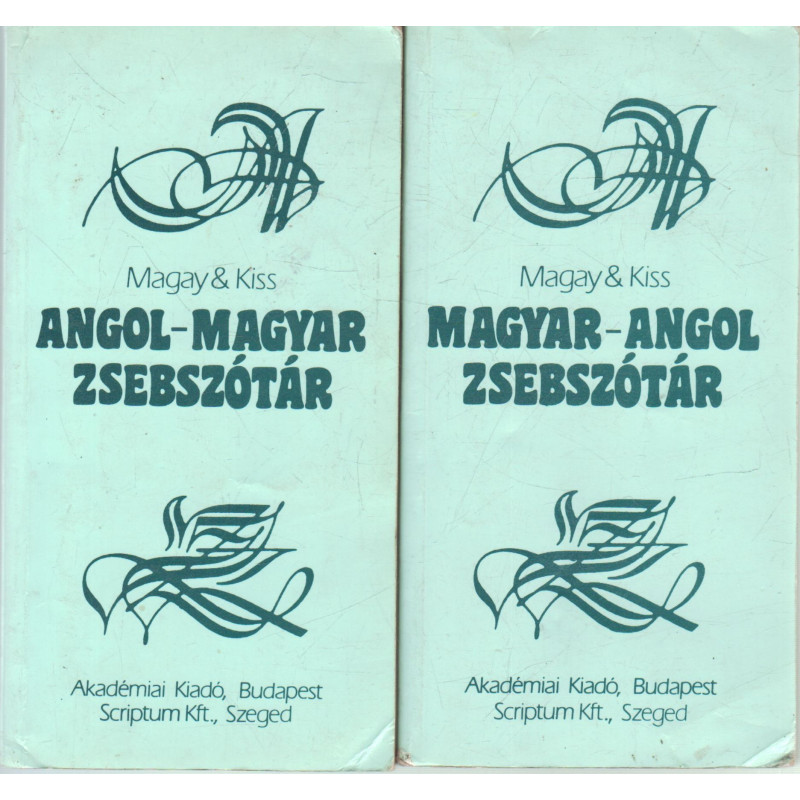 Magay & Kiss
ANGOL-MAGYAR
ZSEBSZÓTÁR
Akadémiai Kiadó, Budapest
Scriptum Kft., Szeged
Magay & Kiss
MAGYAR-ANGOL
ZSEBSZÓTÁR
Akadémiai Kiadó, Budapest
Scriptum Kft., Szeged